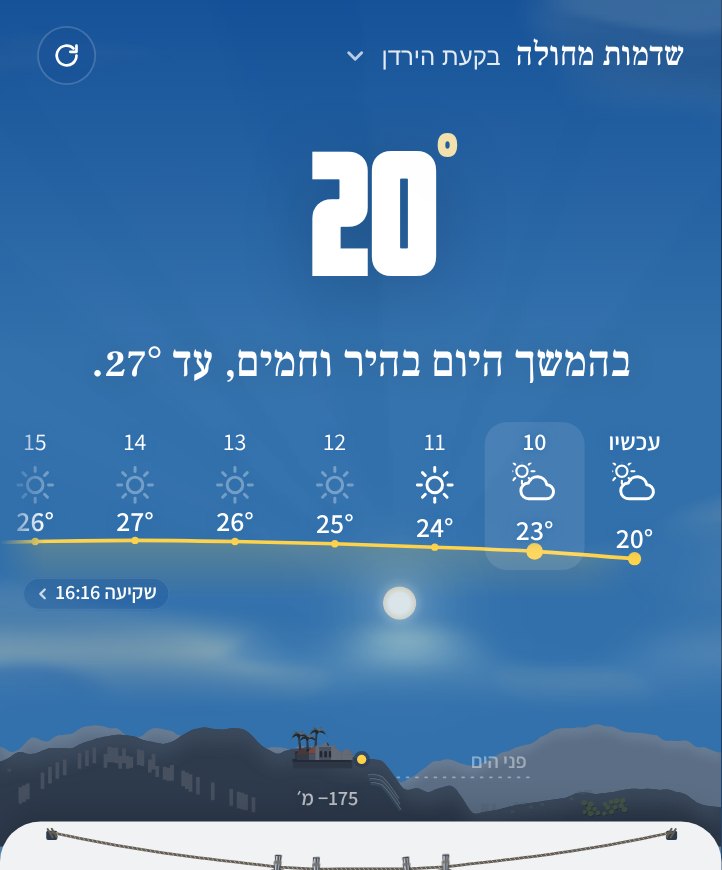 שדמות מחולה בקעת הירדן
20°
בהמשך היום בהיר וחמים, עד 27°.
עכשיו 10 11 12 13 14 15
20° 23° 24° 25° 26° 27° 26°
שקיעה 16:16
פני הים
−175 מ׳